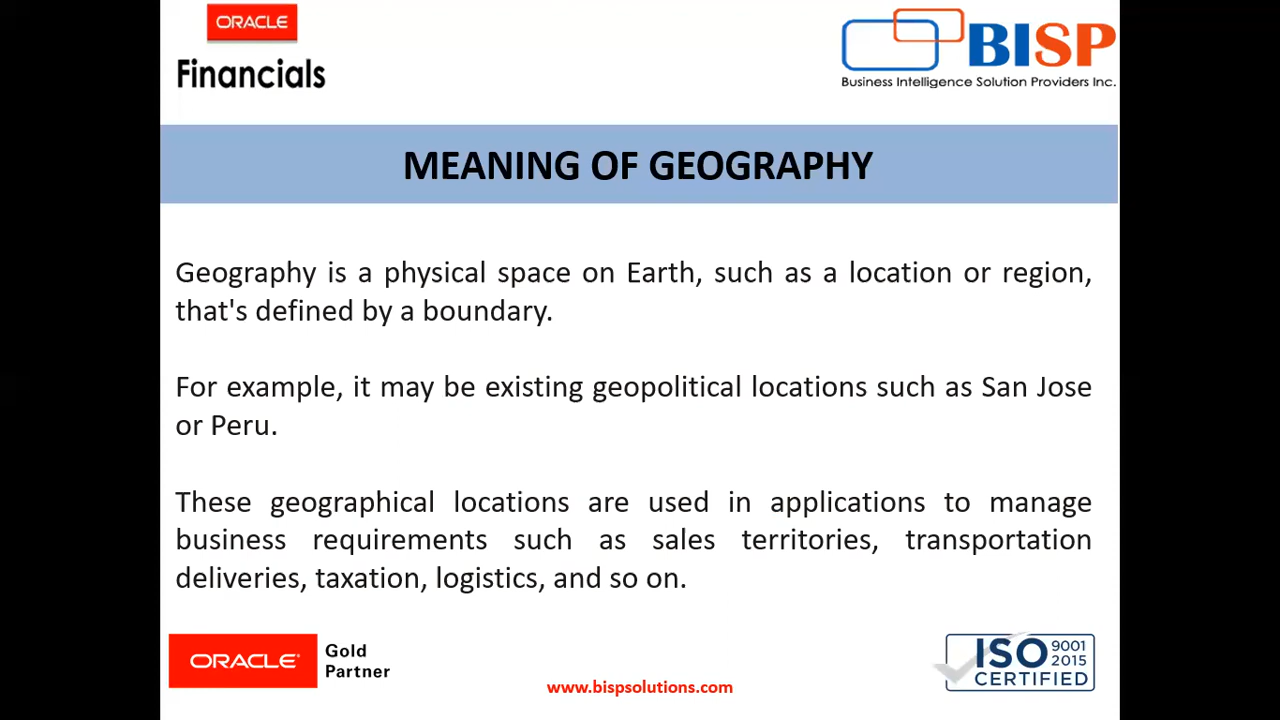 ORACLE
Financials
BISP
Business Intelligence Solution Providers Inc.
MEANING OF GEOGRAPHY
Geography is a physical space on Earth, such as a location or region,
that's defined by a boundary.
For example, it may be existing geopolitical locations such as San Jose
or Peru.
These geographical locations are used in applications to manage
business requirements such as sales territories, transportation
deliveries, taxation, logistics, and so on.
ORACLE®
Gold
Partner
www.bispsolutions.com
ISO 9001
2015
CERTIFIED